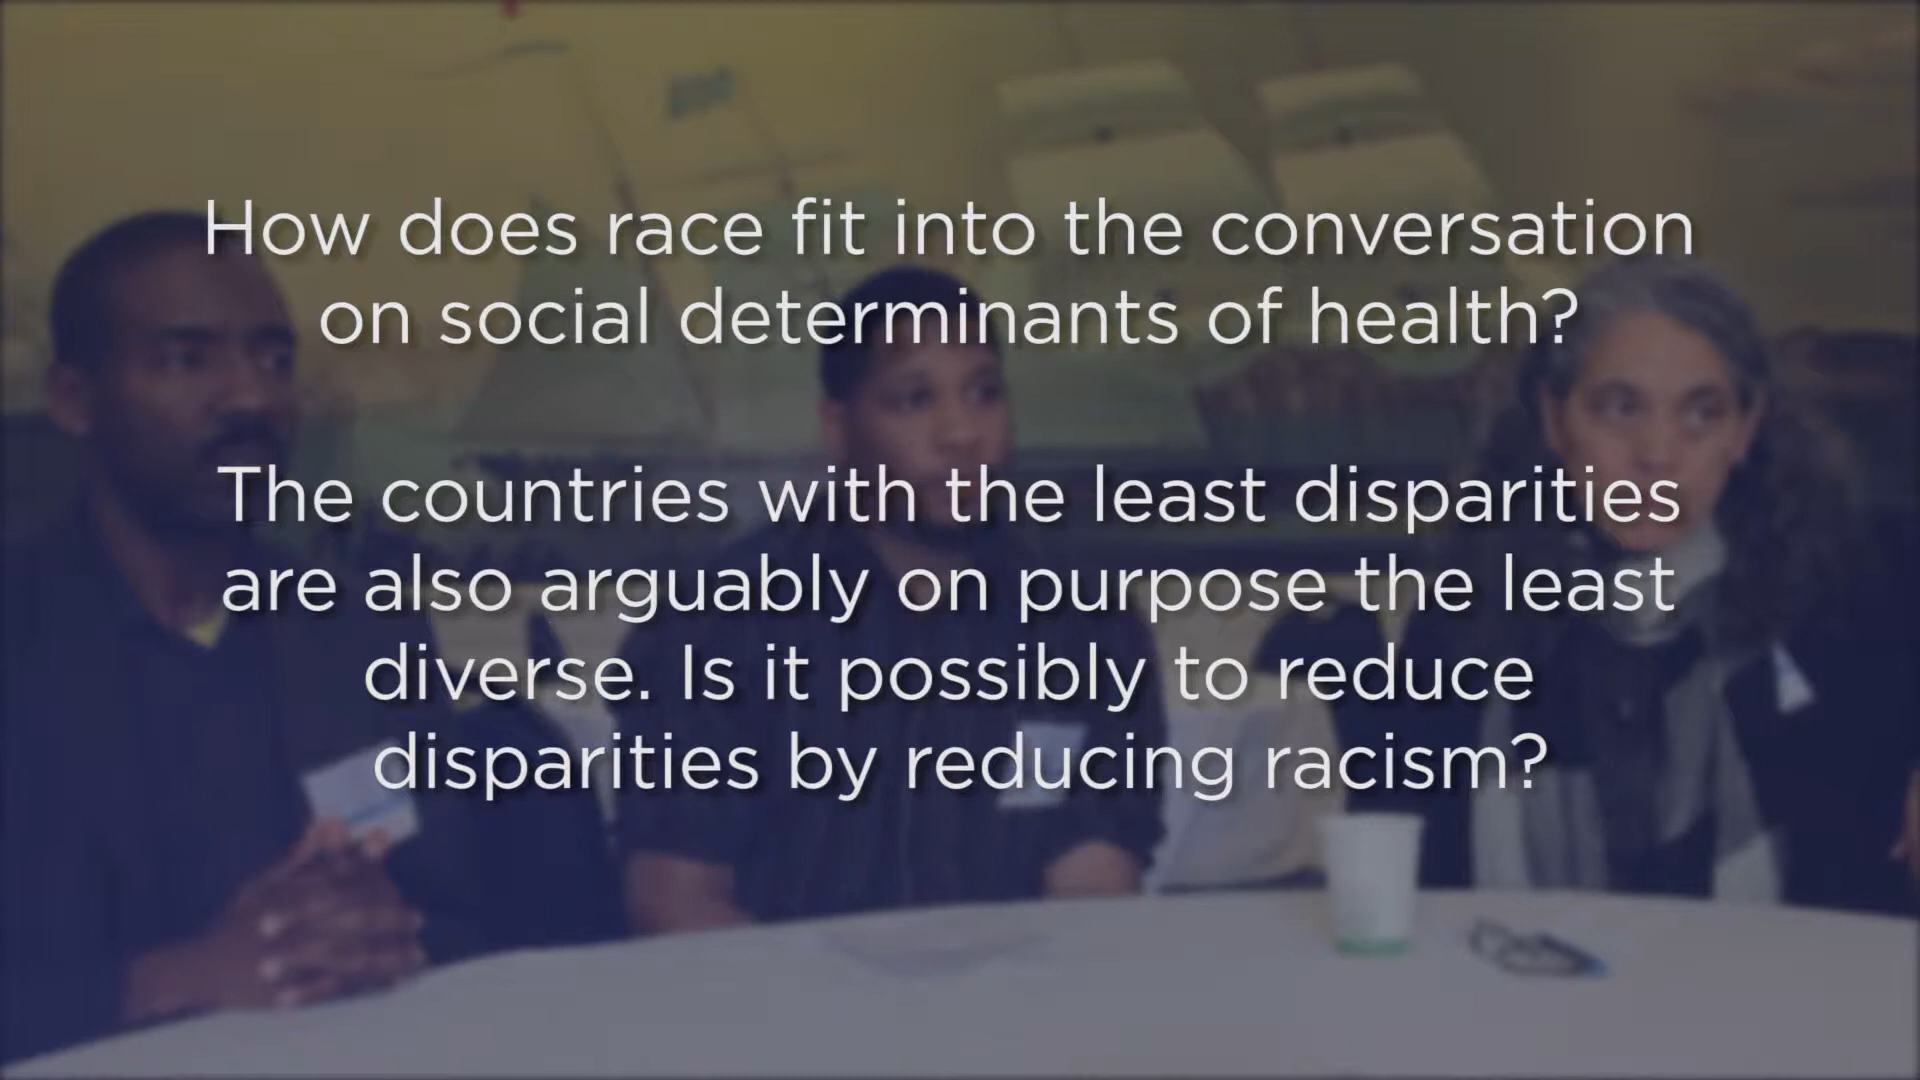 How does race fit into the conversation
on social determinants of health?
The countries with the least disparities
are also arguably on purpose the least
diverse. Is it possibly to reduce
disparities by reducing racism?